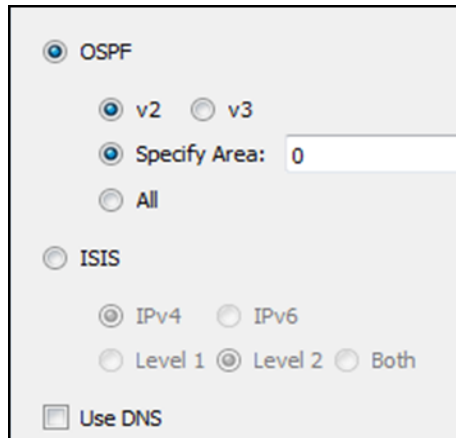 OSPF
v2 v3
Specify Area: 0
All
ISIS
IPv4 IPv6
Level 1 Level 2 Both
Use DNS